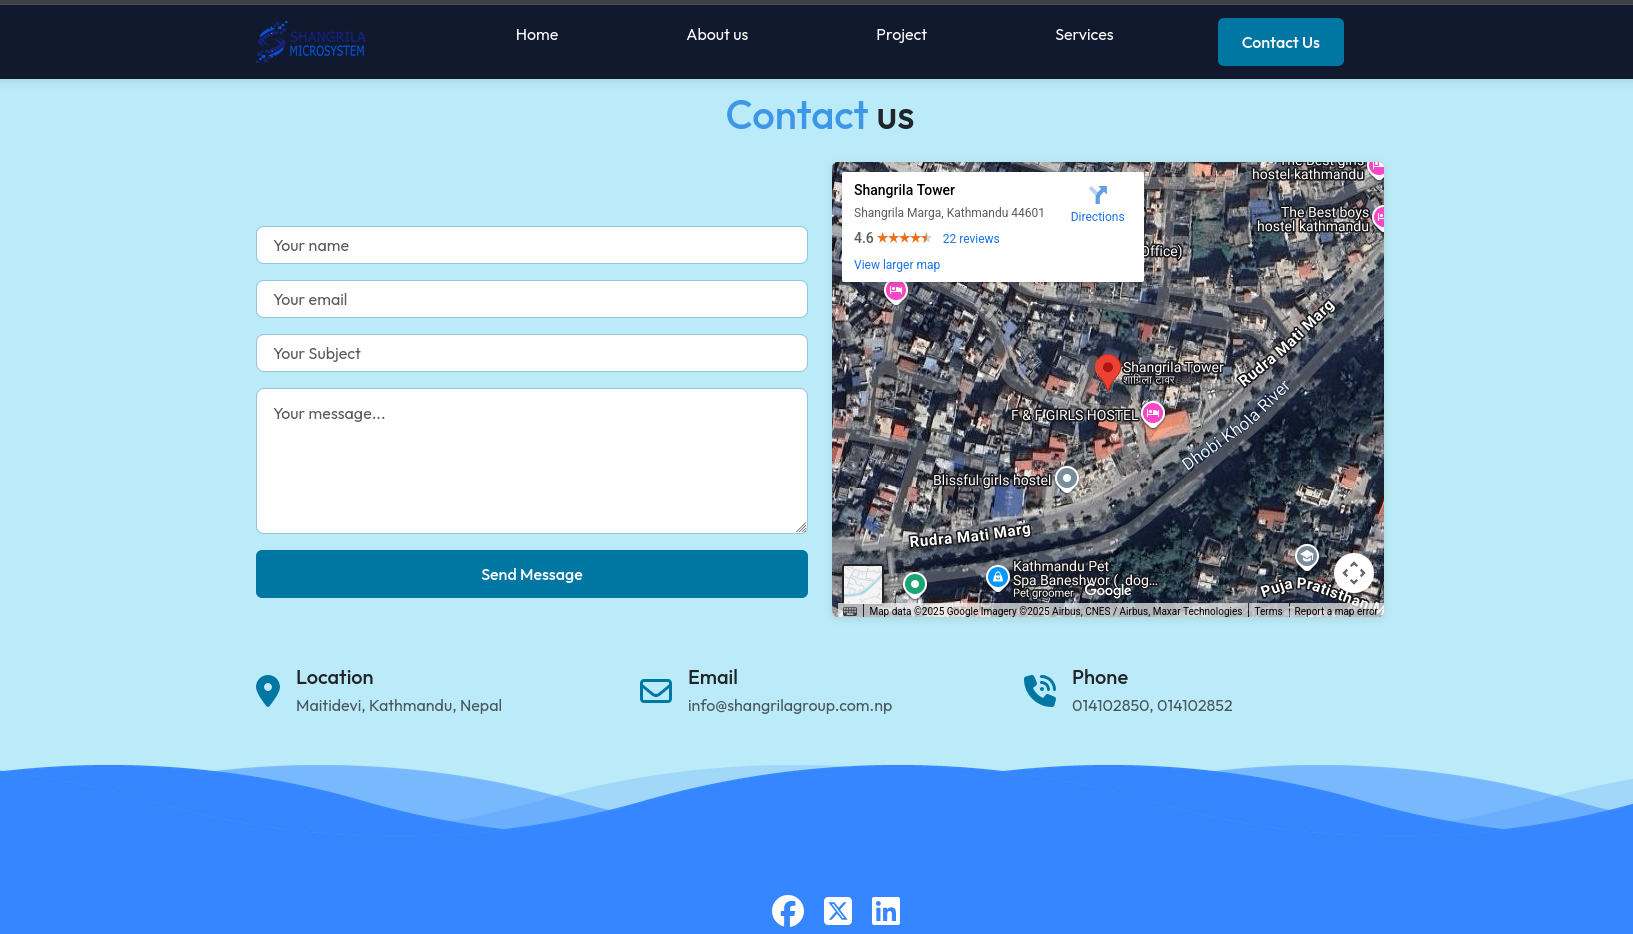 SHANGRILA
MICROSYSTEM
Home
About us
Project
Services
Contact Us
Contact us
Your name
Your email
Your Subject
Your message...
Send Message
Shangrila Tower
Shangrila Marga, Kathmandu 44601
Directions
4.6
22 reviews
View larger map
The Best girls
hostel kathmandu
The Best boys
hostel kathmandu
Office)
Rudra Mati Marg
Shangrila Tower
F & F GIRLS HOSTEL
Dhobi Khola River
Blissful girls hostel
Rudra Mati Marg
Kathmandu Pet
Spa Baneshwor ( ,dog...
Pet groomer
Google
Puja Pratisthan
Map data ©2025 Google Imagery ©2025 Airbus, CNES / Airbus, Maxar Technologies
Terms
Report a map error
Location
Maitidevi, Kathmandu, Nepal
Email
info@shangrilagroup.com.np
Phone
014102850, 014102852